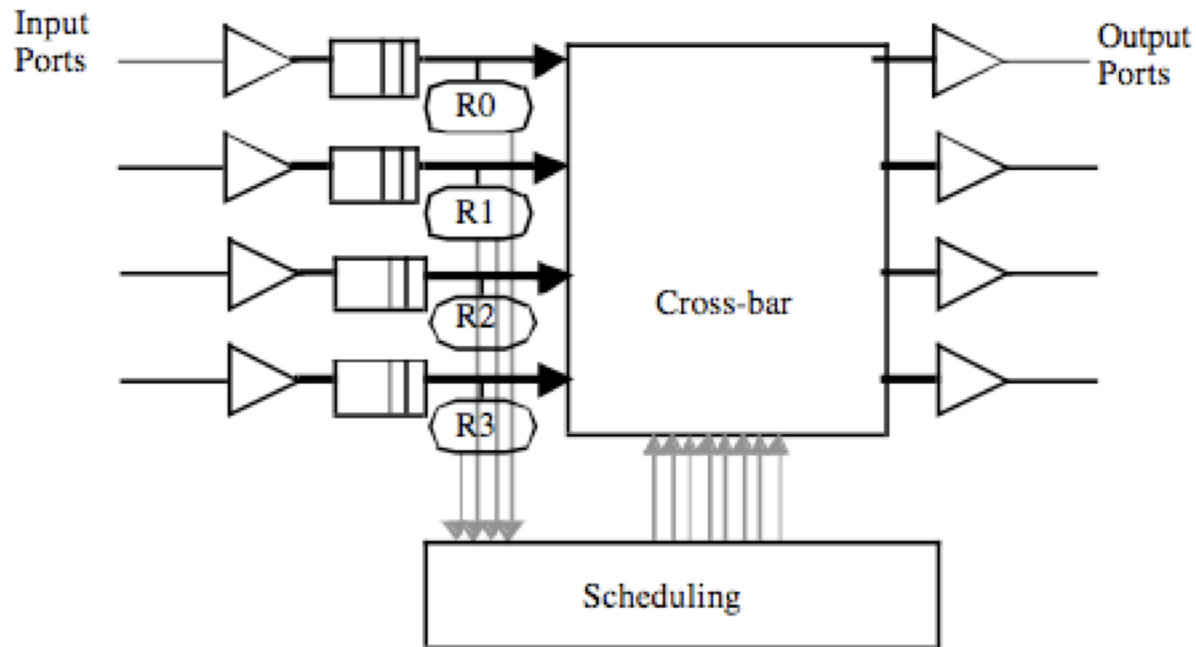 Input
Ports
Output
Ports
R0
R1
R2
R3
Cross-bar
Scheduling